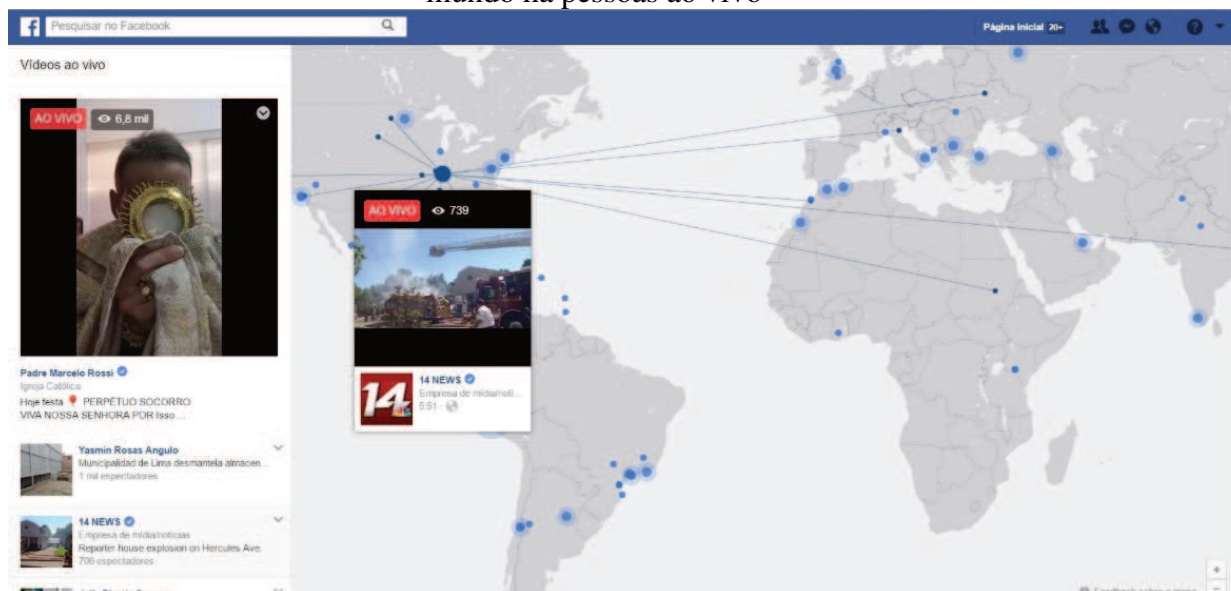 mundo há pessoas ao vivo
Pesquisar no Facebook
Página inicial 20+
Vídeos ao vivo
AO VIVO 6,8 mil
Padre Marcelo Rossi
Igreja Católica
Hoje festa PERPÉTUO SOCORRO
VIVA NOSSA SENHORA POR Isso ...
Yasmin Rosas Angulo
Municipalidad de Lima desmantela almacen...
1 mil espectadores
14 NEWS
Empresa de mídia/notícias
Reporter house explosion on Hercules Ave.
706 espectadores
AO VIVO 739
14
14 NEWS
Empresa de mídia/notí...
5:51